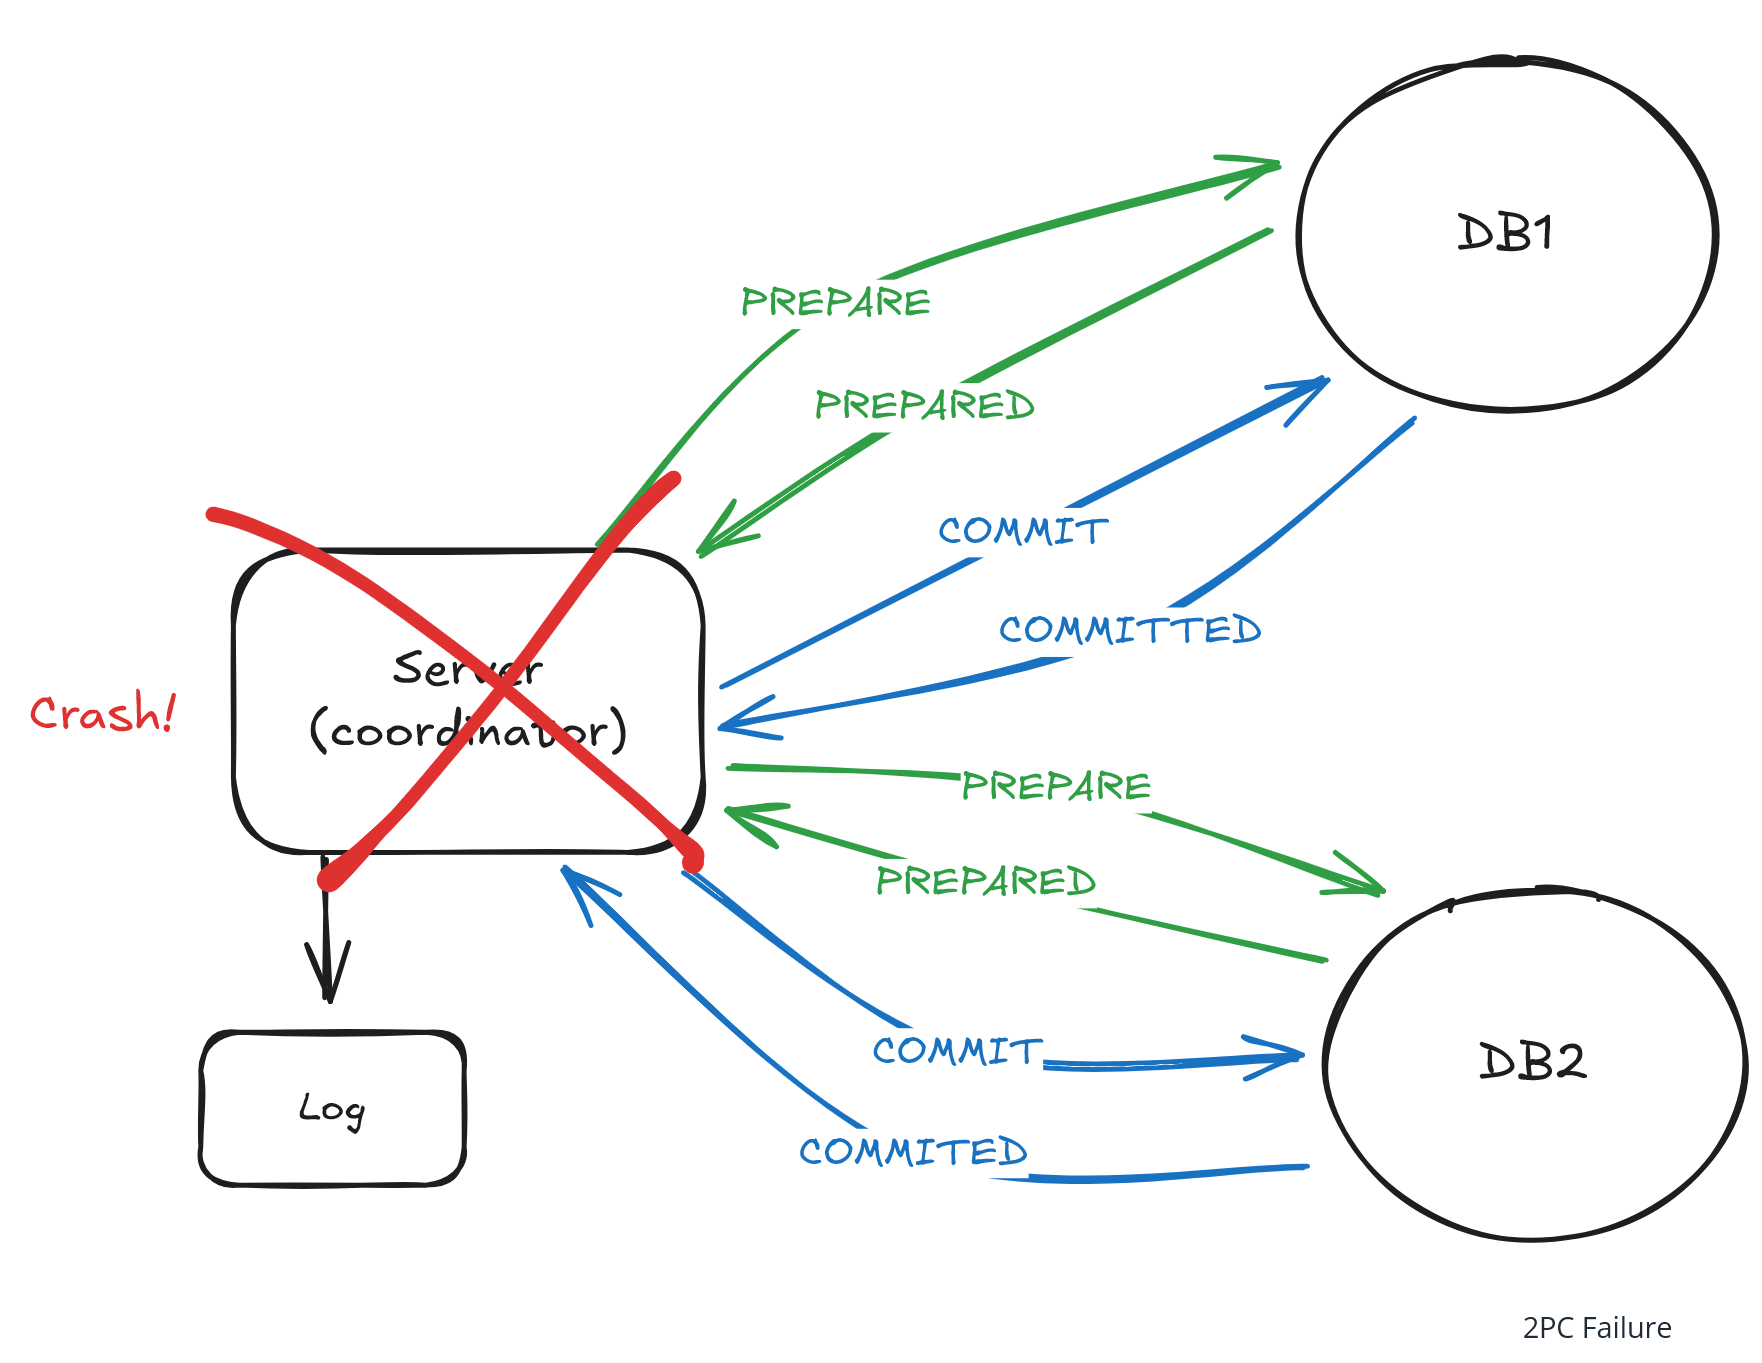 DB1
PREPARE
PREPARED
COMMIT
COMMITTED
Server
(coordinator)
Crash!
PREPARE
PREPARED
COMMIT
DB2
Log
COMMITED
2PC Failure